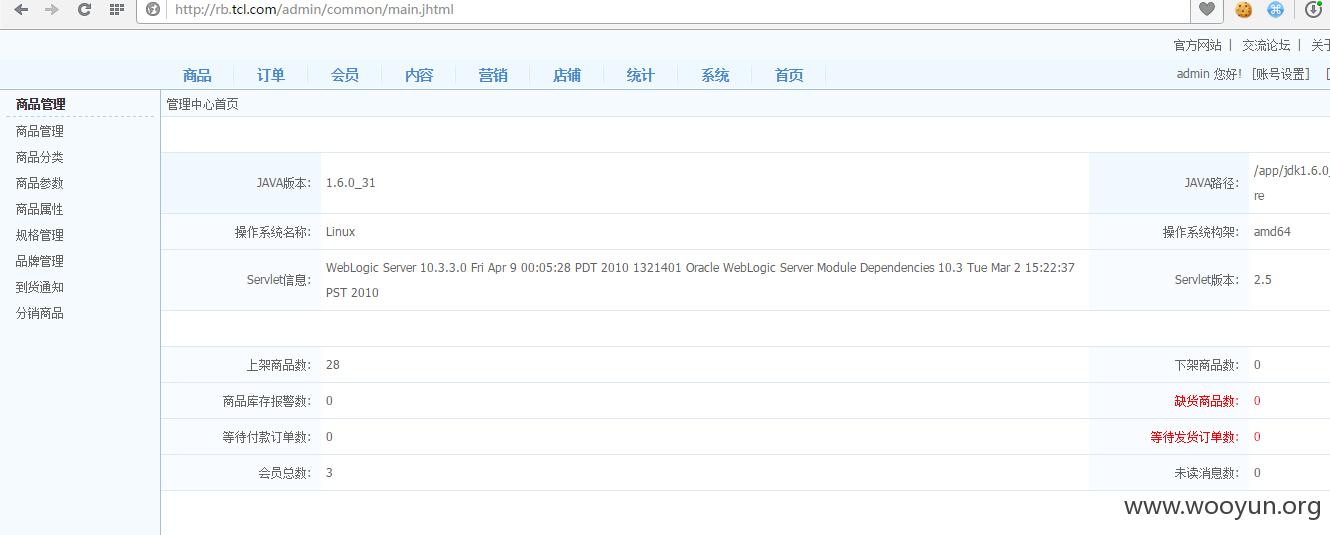 http://rb.tcl.com/admin/common/main.jhtml
官方网站 | 交流论坛 | 关于
商品 订单 会员 内容 营销 店铺 统计 系统 首页 admin 您好! [账号设置] [
商品管理 管理中心首页
商品管理
商品分类
商品参数
商品属性
规格管理
品牌管理
到货通知
分销商品
JAVA版本: 1.6.0_31 JAVA路径: /app/jdk1.6.0_
re
操作系统名称: Linux 操作系统构架: amd64
Servlet信息: WebLogic Server 10.3.3.0 Fri Apr 9 00:05:28 PDT 2010 1321401 Oracle WebLogic Server Module Dependencies 10.3 Tue Mar 2 15:22:37
PST 2010 Servlet版本: 2.5
上架商品数: 28 下架商品数: 0
商品库存报警数: 0 缺货商品数: 0
等待付款订单数: 0 等待发货订单数: 0
会员总数: 3 未读消息数: 0
www.wooyun.org